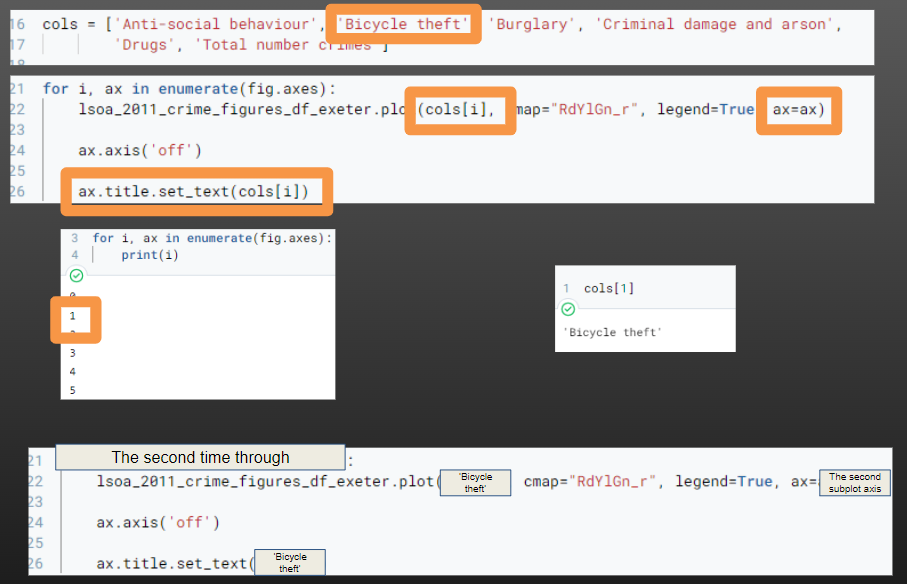 16 cols = ['Anti-social behaviour', 'Bicycle theft' 'Burglary', 'Criminal damage and arson',
17 'Drugs', 'Total number crimes ]
18
21 for i, ax in enumerate(fig.axes):
22 lsoa_2011_crime_figures_df_exeter.plo (cols[i], map="RdYlGn_r", legend=True ax=ax)
23
24 ax.axis('off')
25
26 ax.title.set_text(cols[i])
3 for i, ax in enumerate(fig.axes):
4 print(i)
0
1
2
3
4
5
1 cols[1]
'Bicycle theft'
21 The second time through :
22 lsoa_2011_crime_figures_df_exeter.plot( 'Bicycle theft' cmap="RdYlGn_r", legend=True, ax= The second subplot axis
23
24 ax.axis('off')
25
26 ax.title.set_text( 'Bicycle theft'